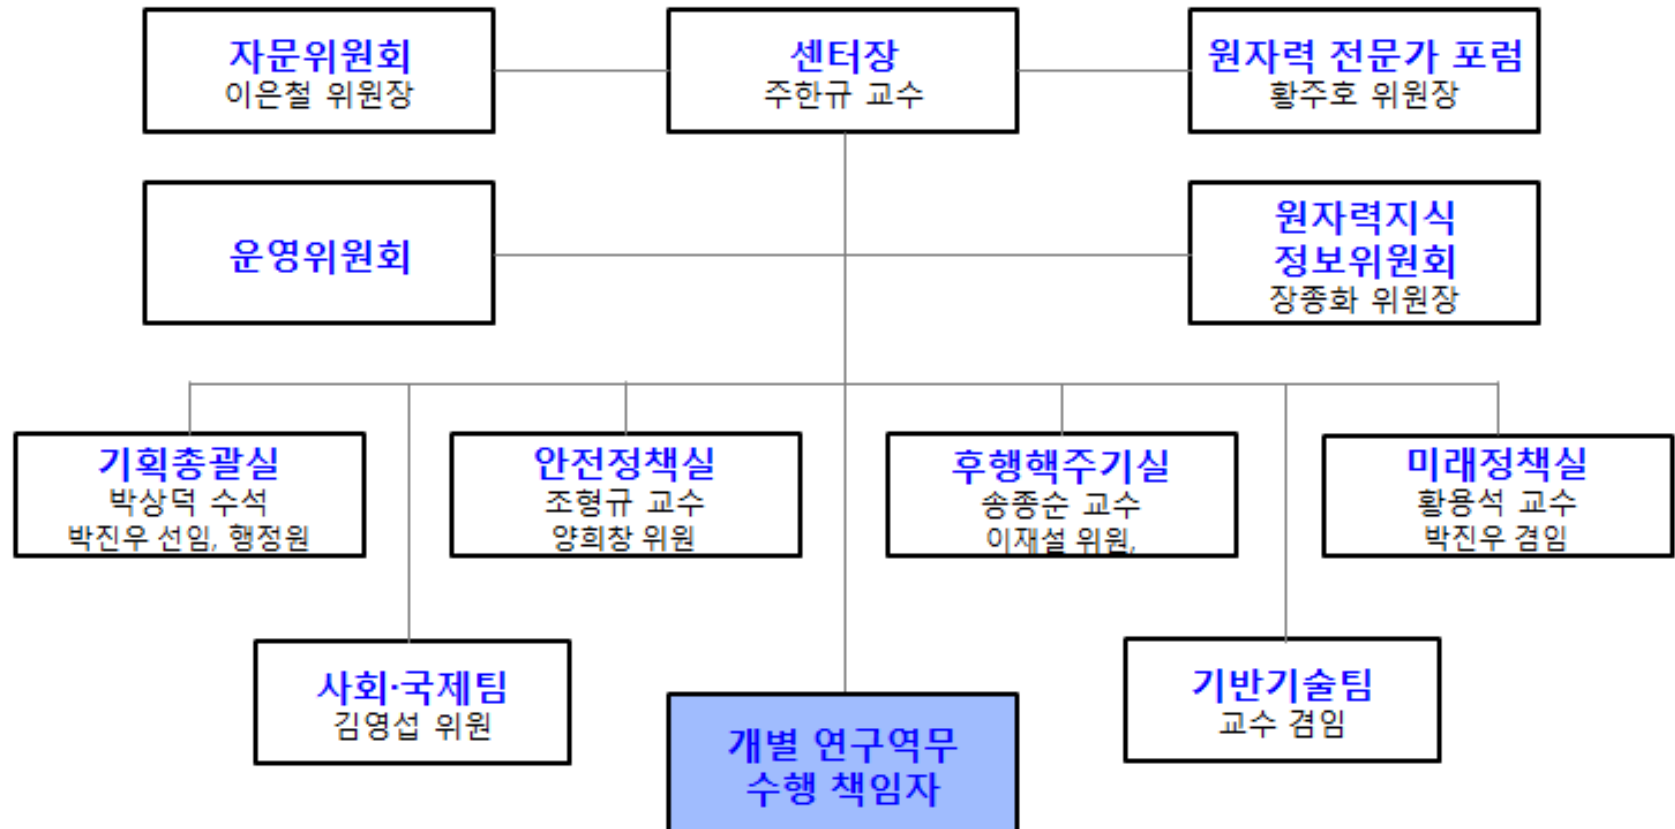 자문위원회
이은철 위원장
센터장
주한규 교수
원자력 전문가 포럼
황주호 위원장
운영위원회
원자력지식
정보위원회
장종화 위원장
기획총괄실
박상덕 수석
박진우 선임, 행정원
안전정책실
조형규 교수
양희창 위원
후행핵주기실
송종순 교수
이재설 위원,
미래정책실
황용석 교수
박진우 겸임
사회·국제팀
김영섭 위원
개별 연구역무
수행 책임자
기반기술팀
교수 겸임